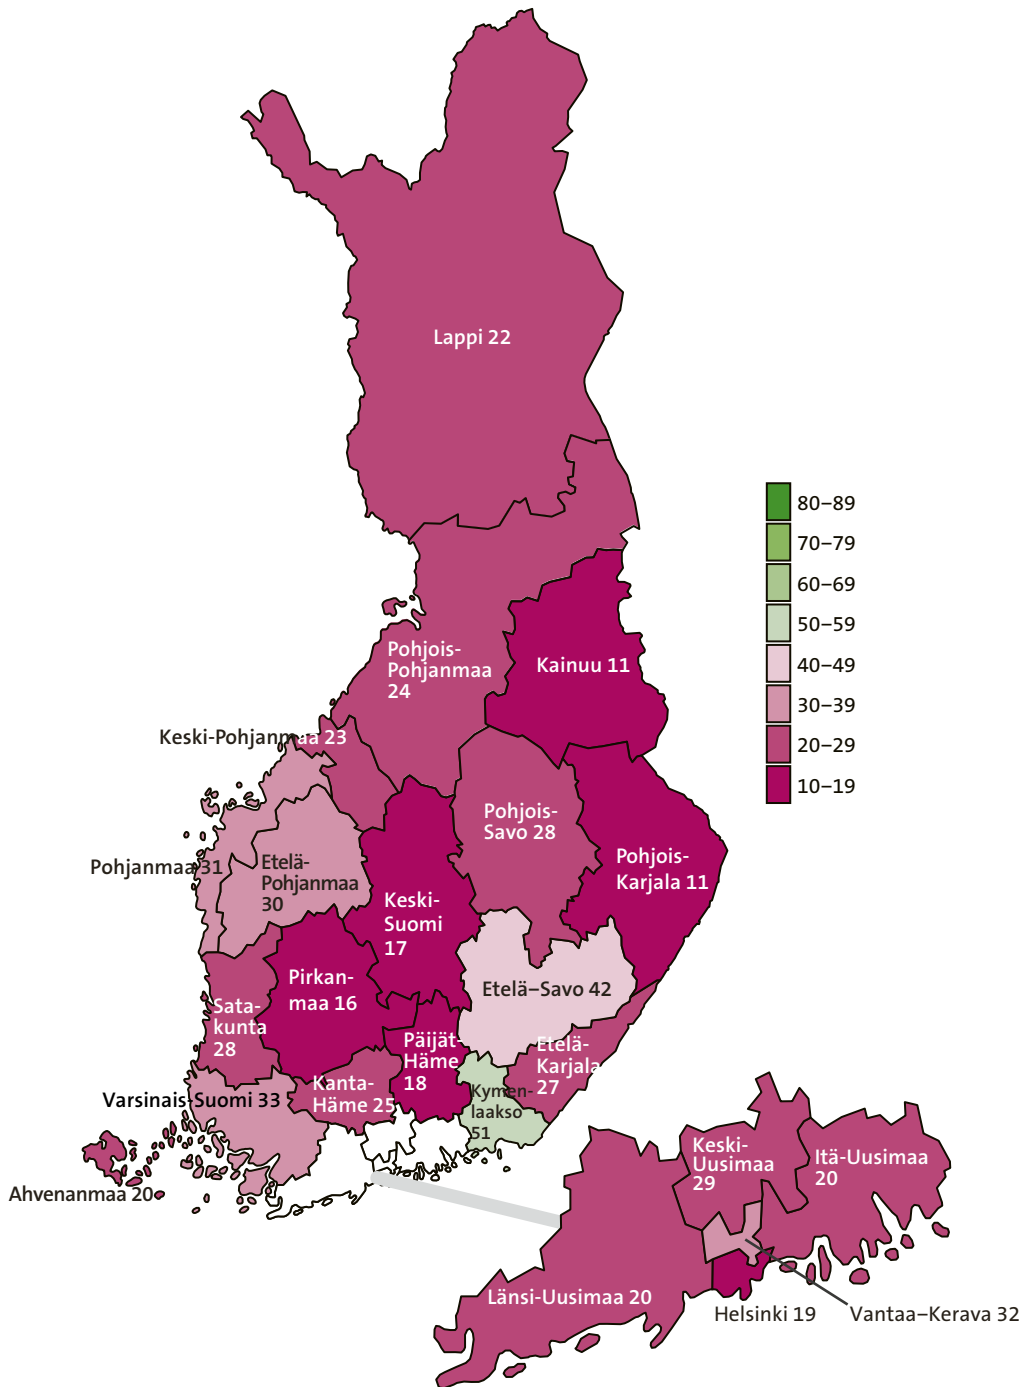 Lappi 22
80–89
70–79
60–69
50–59
40–49
30–39
20–29
10–19
Pohjois-
Pohjanmaa
24
Kainuu 11
Keski-Pohjanmaa 23
Pohjois-
Savo 28
Pohjois-
Karjala 11
Pohjanmaa 31
Etelä-
Pohjanmaa
30
Keski-
Suomi
17
Etelä–Savo 42
Pirkan-
maa 16
Sata-
kunta
28
Päijät-
Häme
18
Etelä-
Karjala
27
Kanta-
Häme 25
Kymen-
laakso
51
Varsinais-Suomi 33
Ahvenanmaa 20
Keski-
Uusimaa
29
Itä-Uusimaa
20
Länsi-Uusimaa 20
Helsinki 19
Vantaa–Kerava 32